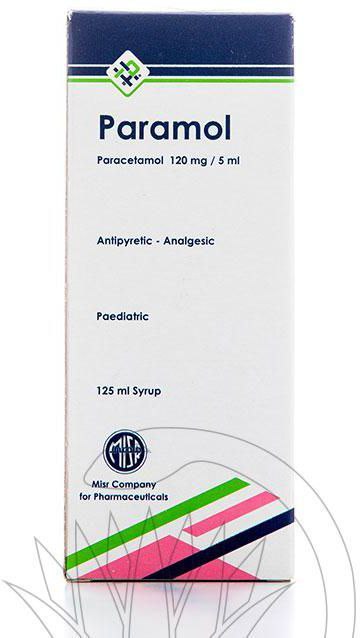 Paramol
Paracetamol 120 mg / 5 ml
Antipyretic - Analgesic
Paediatric
125 ml Syrup
MISR
Misr Company
for Pharmaceuticals